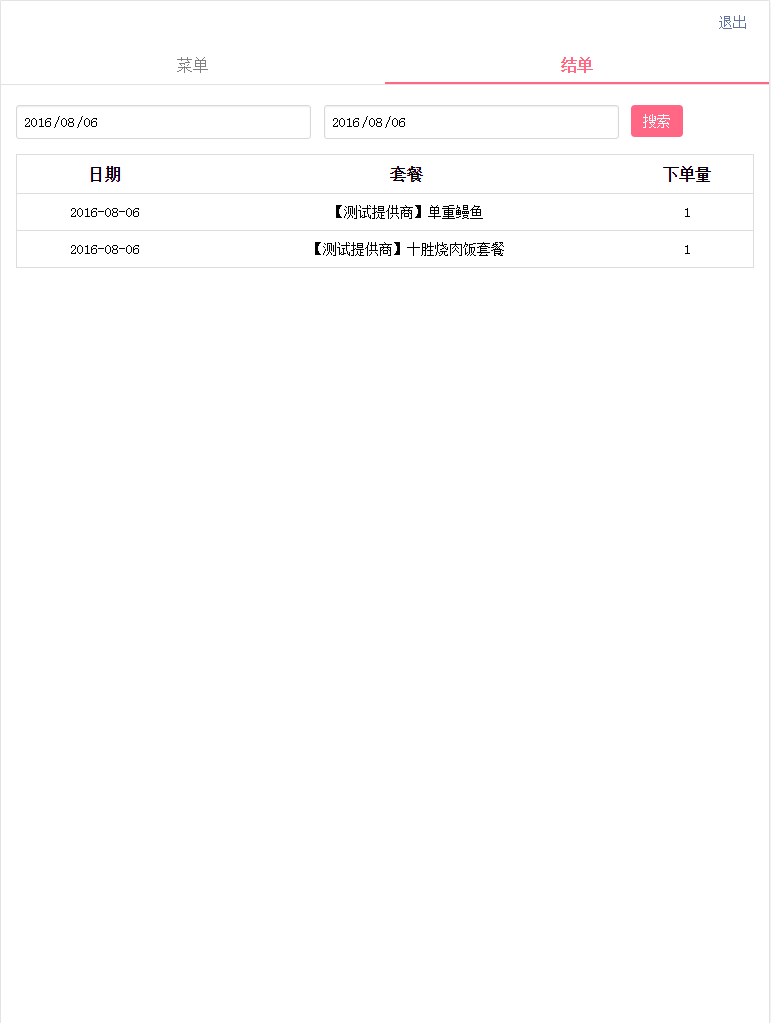 退出
菜单 结单
2016/08/06 2016/08/06 搜索
日期 套餐 下单量
2016-08-06 【测试提供商】单重鳗鱼 1
2016-08-06 【测试提供商】十胜烧肉饭套餐 1